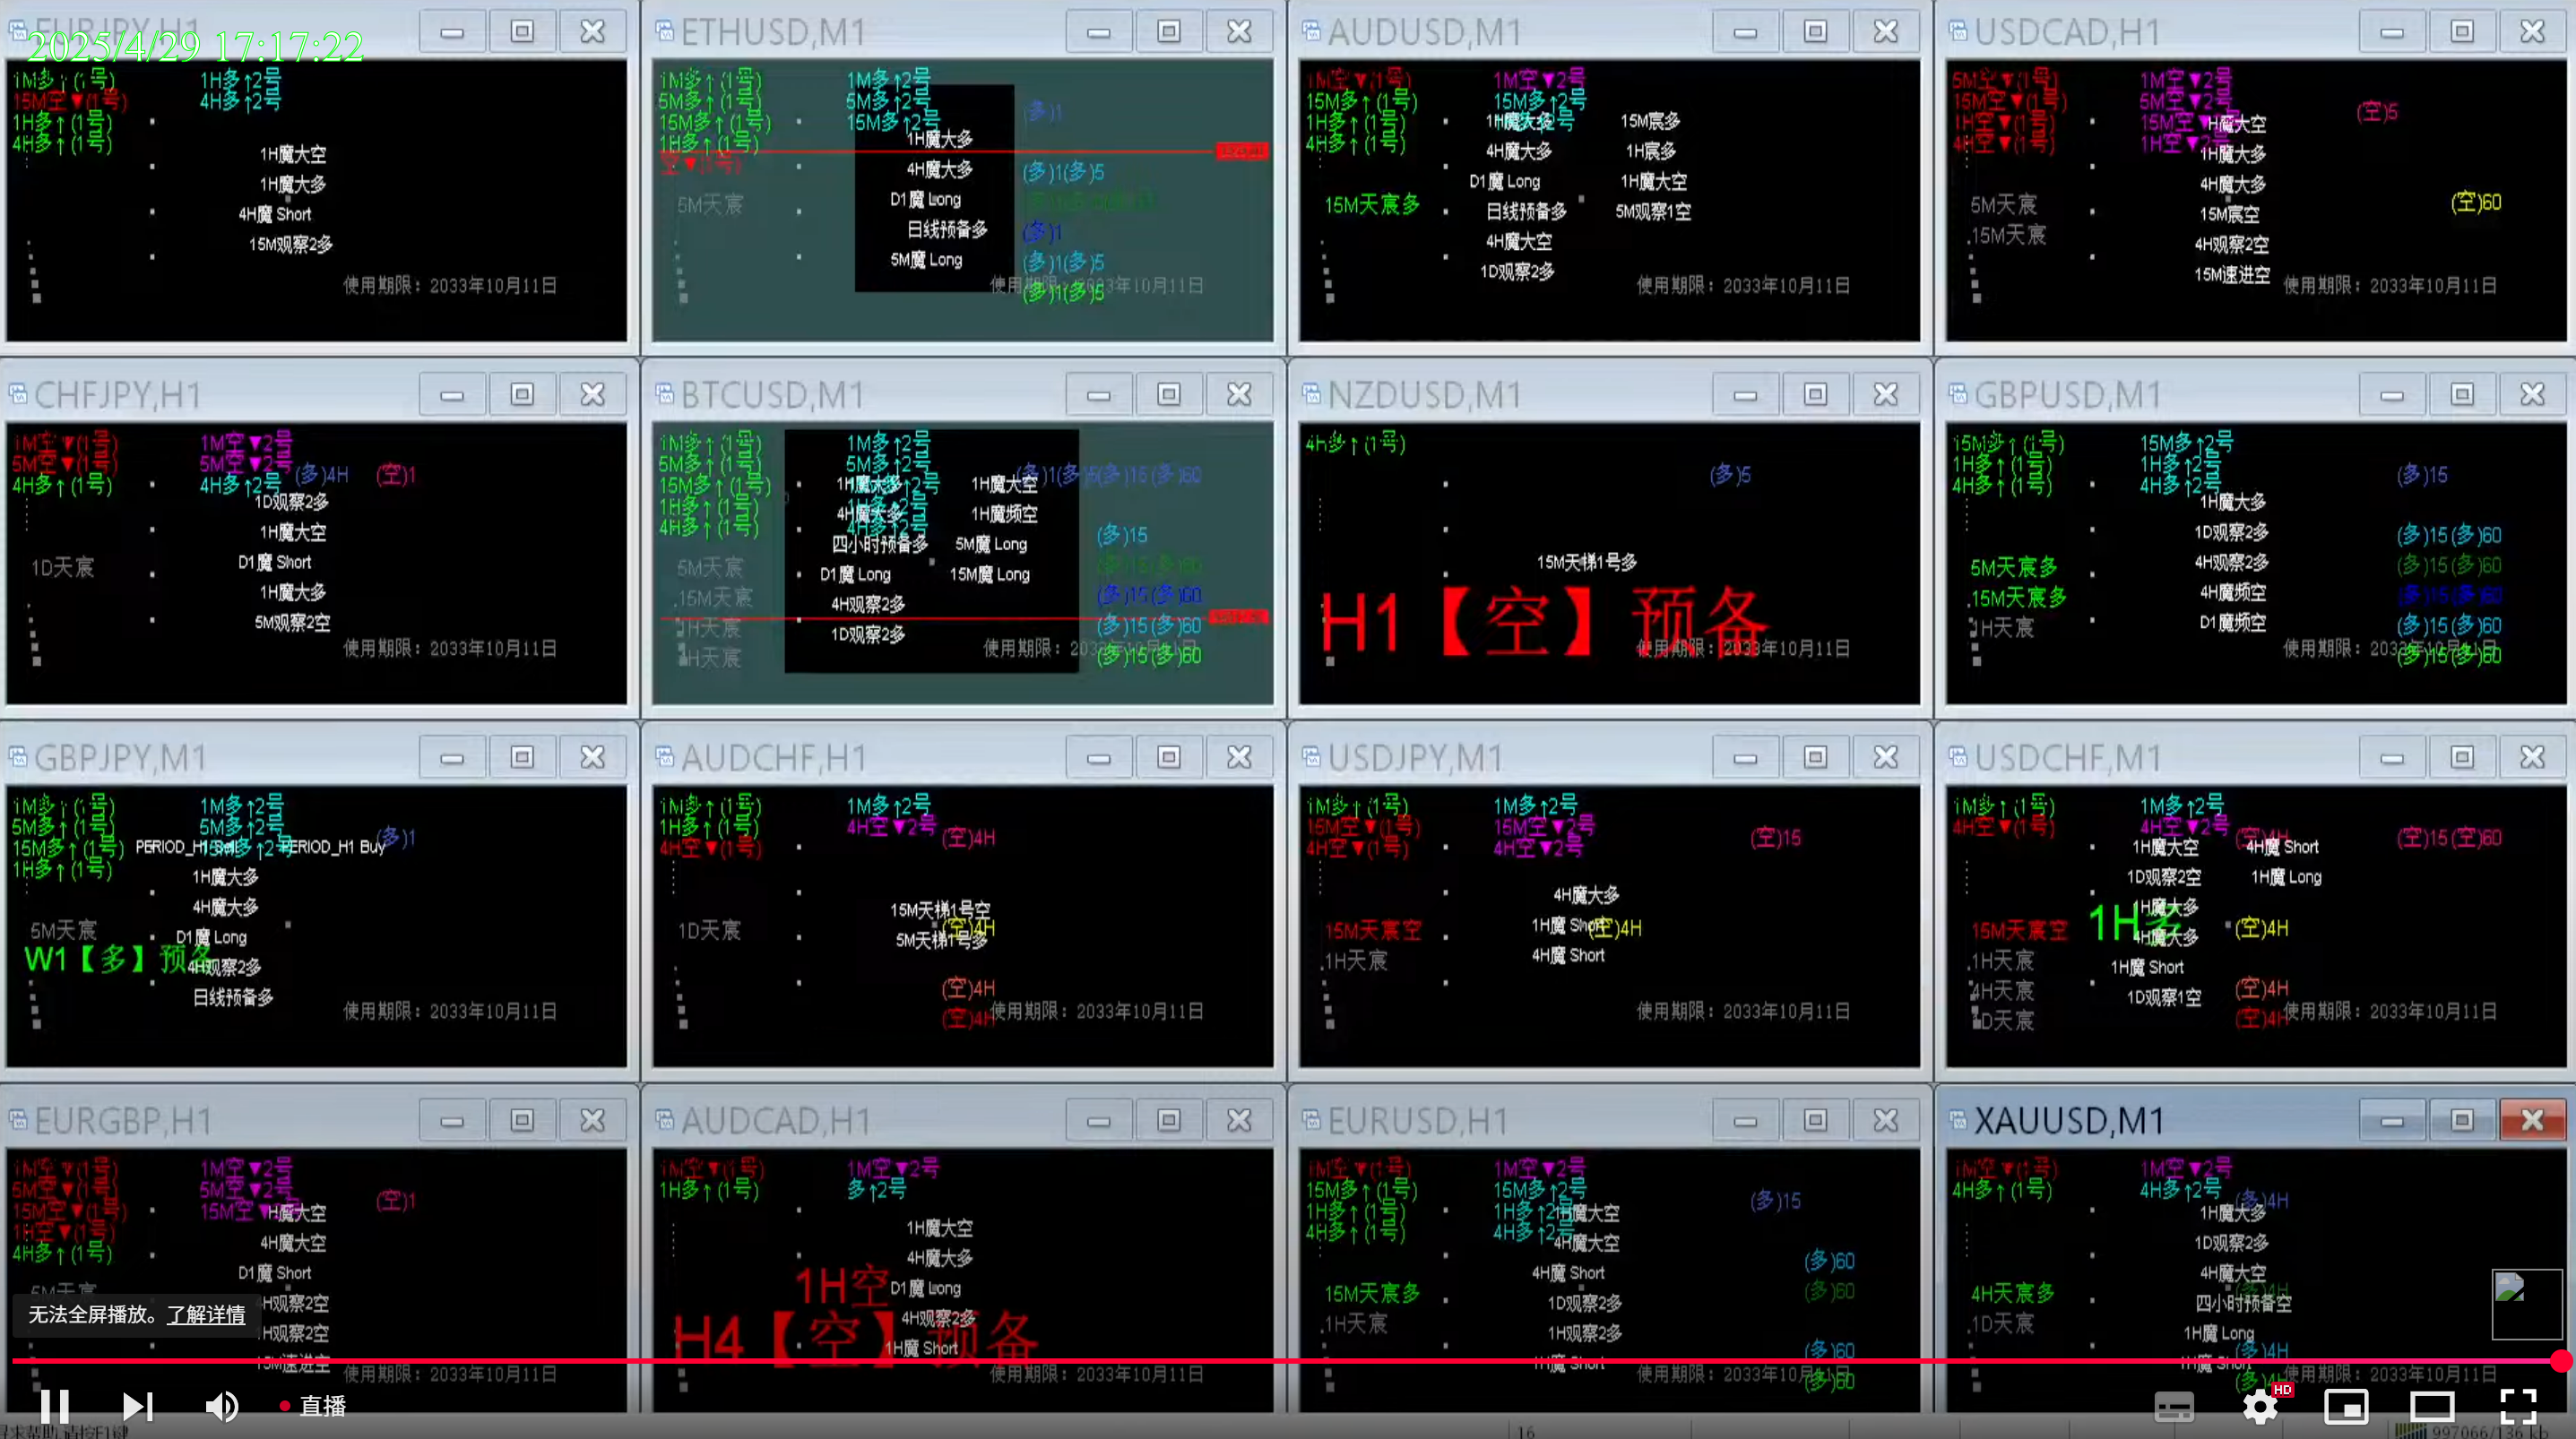 EURJPY,H1
2025/4/29 17:17:22
1M多↑(1号)
1H多↑2号
15M空▼(1号)
4H多↑2号
1H多↑(1号)
4H多↑(1号)
1H魔大空
1H魔大多
4H魔 Short
15M观察2多
使用期限：2033年10月11日
ETHUSD,M1
1M多↑(1号)
1M多↑2号
5M多↑(1号)
5M多↑2号
(多)1
15M多↑(1号)
15M多↑2号
1H多↑(1号)
1H魔大多
空▼(1号)
4H魔大多
(多)1(多)5
5M天宸
D1魔 Long
日线预备多
(多)1
5M魔 Long
(多)1(多)5
(多)1(多)5
AUDUSD,M1
1M空▼(1号)
1M空▼2号
15M多↑(1号)
15M多↑2号
1H多↑(1号)
1H魔大多
15M宸多
4H多↑(1号)
4H魔大多
1H宸多
D1魔 Long
1H魔大空
15M天宸多
日线预备多
5M观察1空
4H魔大空
1D观察2多
使用期限：2033年10月11日
USDCAD,H1
5M空▼(1号)
1M空▼2号
15M空▼(1号)
5M空▼2号
(空)5
1H空▼(1号)
15M空▼2号
4H空▼(1号)
1H空▼2号
1H魔大空
1H魔大多
4H魔大多
5M天宸
(空)60
15M宸空
15M天宸
4H观察2空
15M速进空
使用期限：2033年10月11日
CHFJPY,H1
1M空▼(1号)
1M空▼2号
5M空▼(1号)
5M空▼2号
(多)4H
(空)1
4H多↑(1号)
4H多↑2号
1D观察2多
1H魔大空
1D天宸
D1魔 Short
1H魔大多
5M观察2空
使用期限：2033年10月11日
BTCUSD,M1
1M多↑(1号)
1M多↑2号
5M多↑(1号)
5M多↑2号
(多)1(多)5(多)15(多)60
15M多↑(1号)
1H魔大多
1H魔大空
1H多↑(1号)
4H魔大多
1H魔频空
4H多↑(1号)
4H多↑2号
四小时预备多
5M魔 Long
(多)15
5M天宸
D1魔 Long
15M魔 Long
15M天宸
4H观察2多
(多)15(多)60
1H天宸
1D观察2多
(多)15(多)60
H天宸
(多)15(多)60
NZDUSD,M1
4H多↑(1号)
(多)5
15M天梯1号多
H1【空】预备
使用期限：2033年10月11日
GBPUSD,M1
15M多↑(1号)
15M多↑2号
1H多↑(1号)
1H多↑2号
(多)15
4H多↑(1号)
4H多↑2号
1H魔大多
1D观察2多
(多)15(多)60
5M天宸多
4H观察2多
(多)15(多)60
15M天宸多
4H魔频空
(多)15(多)60
1H天宸
D1魔频空
(多)15(多)60
(多)15(多)60
GBPJPY,M1
1M多↑(1号)
1M多↑2号
5M多↑(1号)
5M多↑2号
(多)1
15M多↑(1号)
15M多↑2号
PERIOD_H1 Buy
1H多↑(1号)
1H魔大多
4H魔大多
5M天宸
D1魔 Long
W1【多】预备
4H观察2多
日线预备多
使用期限：2033年10月11日
AUDCHF,H1
1M多↑(1号)
1M多↑2号
1H多↑(1号)
4H空▼2号
(空)4H
4H空▼(1号)
15M天梯1号空
1D天宸
(空)4H
5M天梯1号多
(空)4H
(空)4H
使用期限：2033年10月11日
USDJPY,M1
1M多↑(1号)
1M多↑2号
15M空▼(1号)
15M空▼2号
(空)15
4H空▼(1号)
4H空▼2号
4H魔大多
15M天宸空
1H魔 Short
(空)4H
1H天宸
4H魔 Short
使用期限：2033年10月11日
USDCHF,M1
1M多↑(1号)
1M多↑2号
4H空▼(1号)
4H空▼2号
(空)4H
(空)15(空)60
1H魔大空
4H魔 Short
1D观察2空
1H魔 Long
1H多
1H魔大多
15M天宸空
4H魔大多
(空)4H
1H天宸
1H魔 Short
4H天宸
1D观察1空
(空)4H
1D天宸
(空)4H
使用期限：2033年10月11日
EURGBP,H1
1M空▼(1号)
1M空▼2号
5M空▼(1号)
5M空▼2号
(空)1
15M空▼(1号)
15M空▼2号
1H魔大空
1H空▼(1号)
4H魔大空
4H多↑(1号)
D1魔 Short
5M天宸
4H观察2空
1H观察2空
15M速进空
使用期限：2033年10月11日
AUDCAD,H1
1M空▼(1号)
1M空▼2号
1H多↑(1号)
多↑2号
1H魔大空
4H魔大多
1H空
D1魔 Long
4H观察2多
H4【空】预备
1H魔 Short
使用期限：2033年10月11日
EURUSD,H1
1M空▼(1号)
1M空▼2号
15M多↑(1号)
15M多↑2号
(多)15
1H多↑(1号)
1H多↑2号
1H魔大空
4H多↑(1号)
4H多↑2号
4H魔大空
4H魔 Short
(多)60
15M天宸多
1D观察2多
(多)60
1H天宸
1H观察2多
(多)60
1H魔 Short
(多)60
XAUUSD,M1
1M空▼(1号)
1M空▼2号
4H多↑(1号)
4H多↑2号
(多)4H
1H魔大多
1D观察2多
4H魔大空
4H天宸多
(多)4H
四小时预备空
1D天宸
1H魔 Long
(多)4H
1H魔 Short
使用期限：2033年10月11日
无法全屏播放。了解详情
直播
HD
16
997066/136 kb